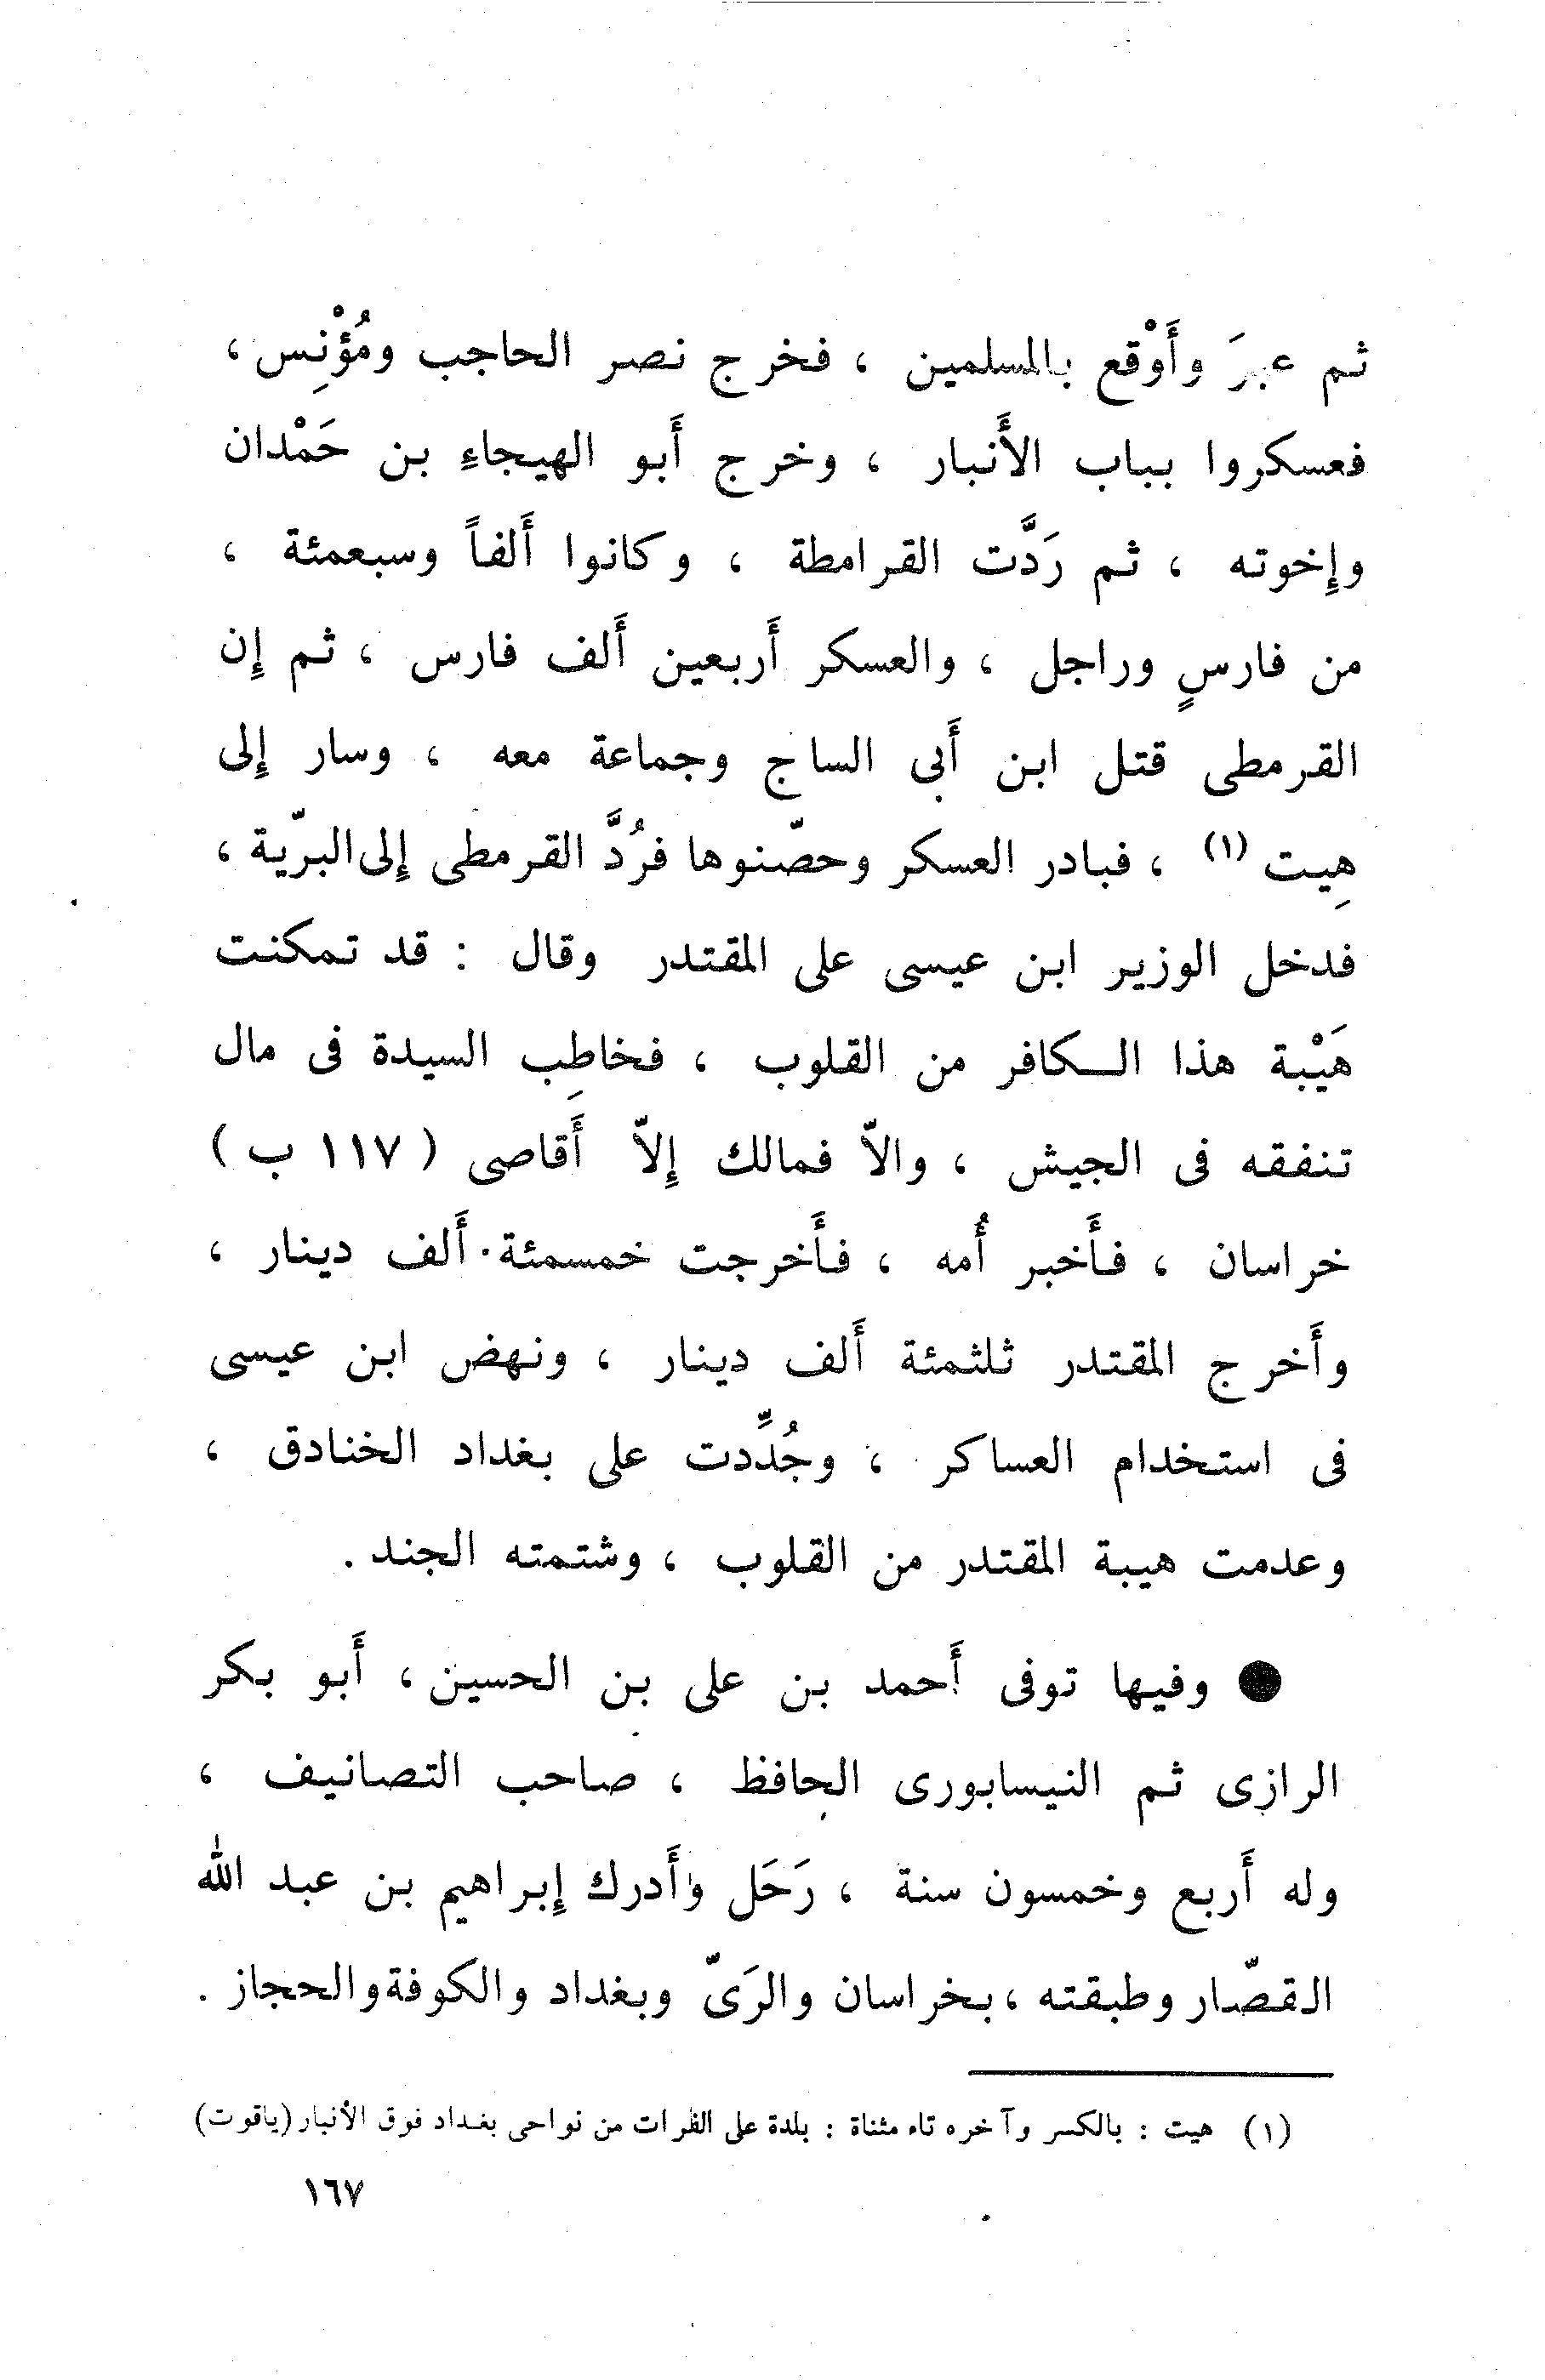 ثم عبرَ وأَوْقع بالمسلمين ، فخرج نصر الحاجب ومُؤْنِس ،
فعسكروا بباب الأَنبار ، وخرج أَبو الهيجاءِ بن حَمْدان
وإِخوته ، ثم رَدَّت القرامطة ، وكانوا أَلفاً وسبعمئة ،
من فارسٍ وراجل ، والعسكر أَربعين أَلف فارس ، ثم إِن
القرمطى قتل ابن أَبى الساج وجماعة معه ، وسار إِلى
هِيت (١) ، فبادر العسكر وحصّنوها فرُدَّ القرمطى إِلى البرّية ،
فدخل الوزير ابن عيسى على المقتدر وقال : قد تمكنت
هَيْبة هذا الـكافر من القلوب ، فخاطِب السيدة فى مال
تنفقه فى الجيش ، والاّ فمالك إِلاّ أَقاصى ( ١١٧ ب )
خراسان ، فأَخبر أُمه ، فأَخرجت خمسمئة أَلف دينار ،
وأَخرج المقتدر ثلثمئة أَلف دينار ، ونهض ابن عيسى
فى استخدام العساكر ، وجُدِّدت على بغداد الخنادق ،
وعدمت هيبة المقتدر من القلوب ، وشتمته الجند .
● وفيها توفى أَحمد بن على بن الحسين ، أَبو بكر
الرازى ثم النيسابورى الحافظ ، صاحب التصانيف ،
وله أَربع وخمسون سنة ، رَحَل وأَدرك إِبراهيم بن عبد الله
القصّار وطبقته ، بخراسان والرَىّ وبغداد والكوفة والحجاز .
(١) هيت : بالكسر وآخره تاء مثناة : بلدة على الفرات من نواحى بغداد فوق الأنبار (ياقوت)
١٦٧